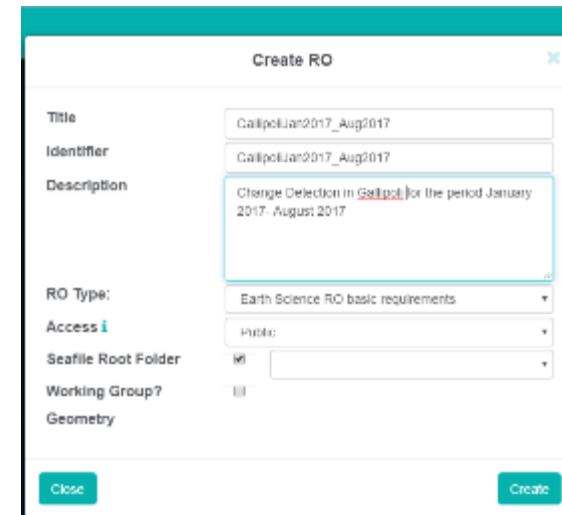 Create RO
Title
GallipoliJan2017_Aug2017
Identifier
GallipoliJan2017_Aug2017
Description
Change Detection in Gallipoli for the period January
2017- August 2017
RO Type:
Earth Science RO basic requirements
Access i
Public
Seafile Root Folder
Working Group?
Geometry
Close
Create